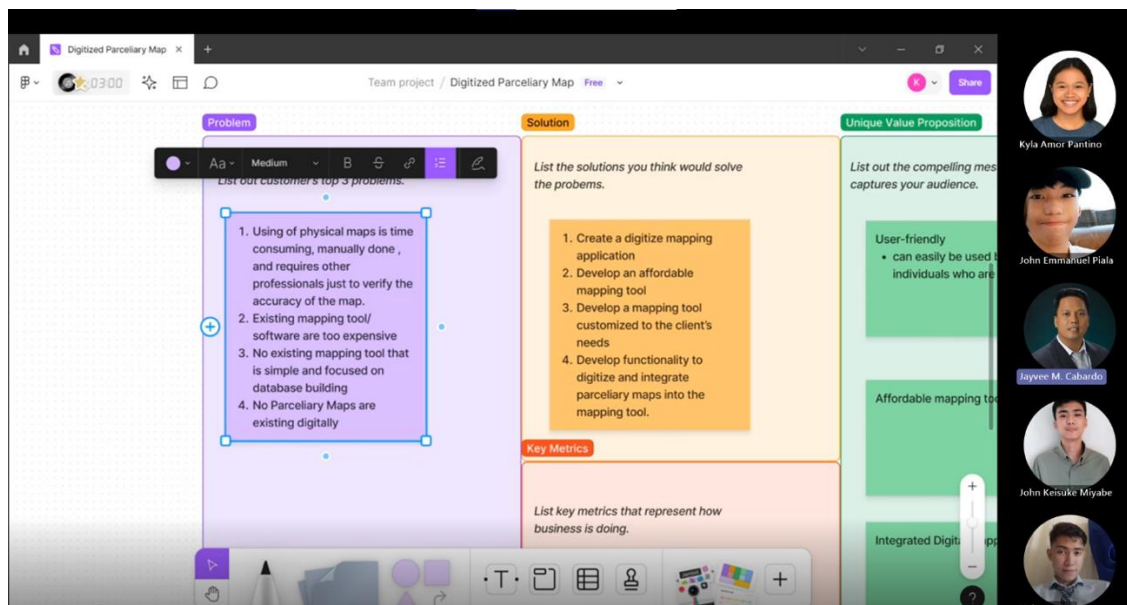 Digitized Parceliary Map
03:00
Team project / Digitized Parceliary Map Free
K
Share
Problem
Solution
Unique Value Proposition
Aa
Medium
B
S
List out customer's top 3 problems.
1. Using of physical maps is time
consuming, manually done ,
and requires other
professionals just to verify the
accuracy of the map.
2. Existing mapping tool/
software are too expensive
3. No existing mapping tool that
is simple and focused on
database building
4. No Parceliary Maps are
existing digitally
List the solutions you think would solve
the probems.
1. Create a digitize mapping
application
2. Develop an affordable
mapping tool
3. Develop a mapping tool
customized to the client's
needs
4. Develop functionality to
digitize and integrate
parceliary maps into the
mapping tool.
Key Metrics
List key metrics that represent how
business is doing.
List out the compelling mes
captures your audience.
User-friendly
• can easily be used
individuals who are
Affordable mapping to
Integrated
T
?
Kyla Amor Pantino
John Emmanuel Piala
Jayvee M. Cabardo
John Keisuke Miyabe